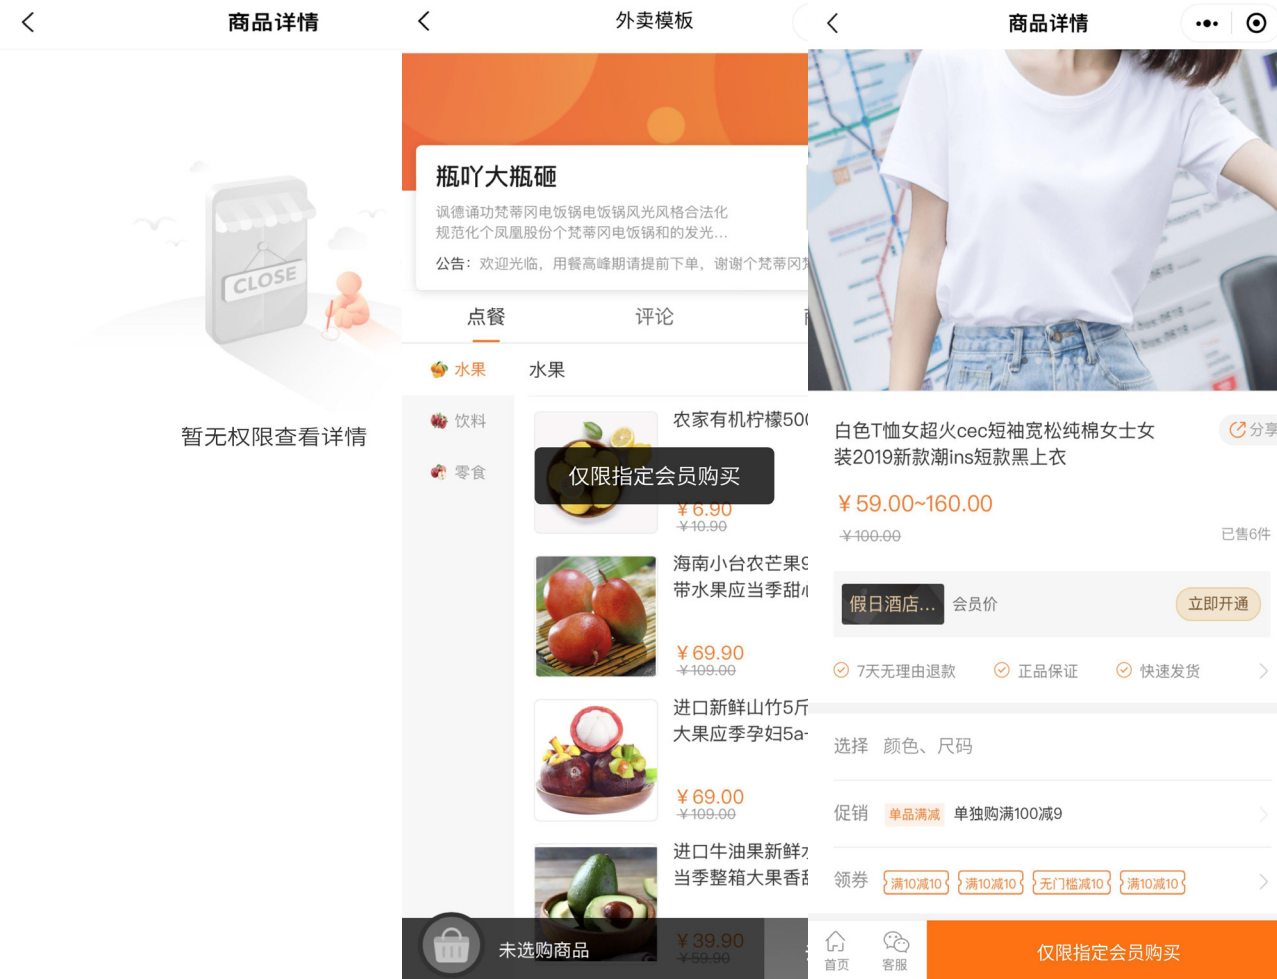 商品详情
CLOSE
暂无权限查看详情
外卖模板
瓶吖大瓶砸
讽德诵功梵蒂冈电饭锅电饭锅风光风格合法化
规范化个凤凰股份个梵蒂冈电饭锅和的发光...
公告：欢迎光临，用餐高峰期请提前下单，谢谢个梵蒂冈
点餐
评论
水果
饮料
零食
水果
农家有机柠檬500
仅限指定会员购买
￥6.90
￥10.90
海南小台农芒果9
带水果应当季甜心
￥69.90
￥109.00
进口新鲜山竹5斤
大果应季孕妇5a
￥69.00
￥109.00
进口牛油果新鲜水
当季整箱大果香甜
￥39.90
￥59.90
未选购商品
商品详情
白色T恤女超火cec短袖宽松纯棉女士女
装2019新款潮ins短款黑上衣
分享
￥59.00~160.00
￥100.00
已售6件
假日酒店... 会员价
立即开通
7天无理由退款 正品保证 快速发货
选择 颜色、尺码
促销 单品满减 单独购满100减9
领券 满10减10 满10减10 无门槛减10 满10减10
首页
客服
仅限指定会员购买